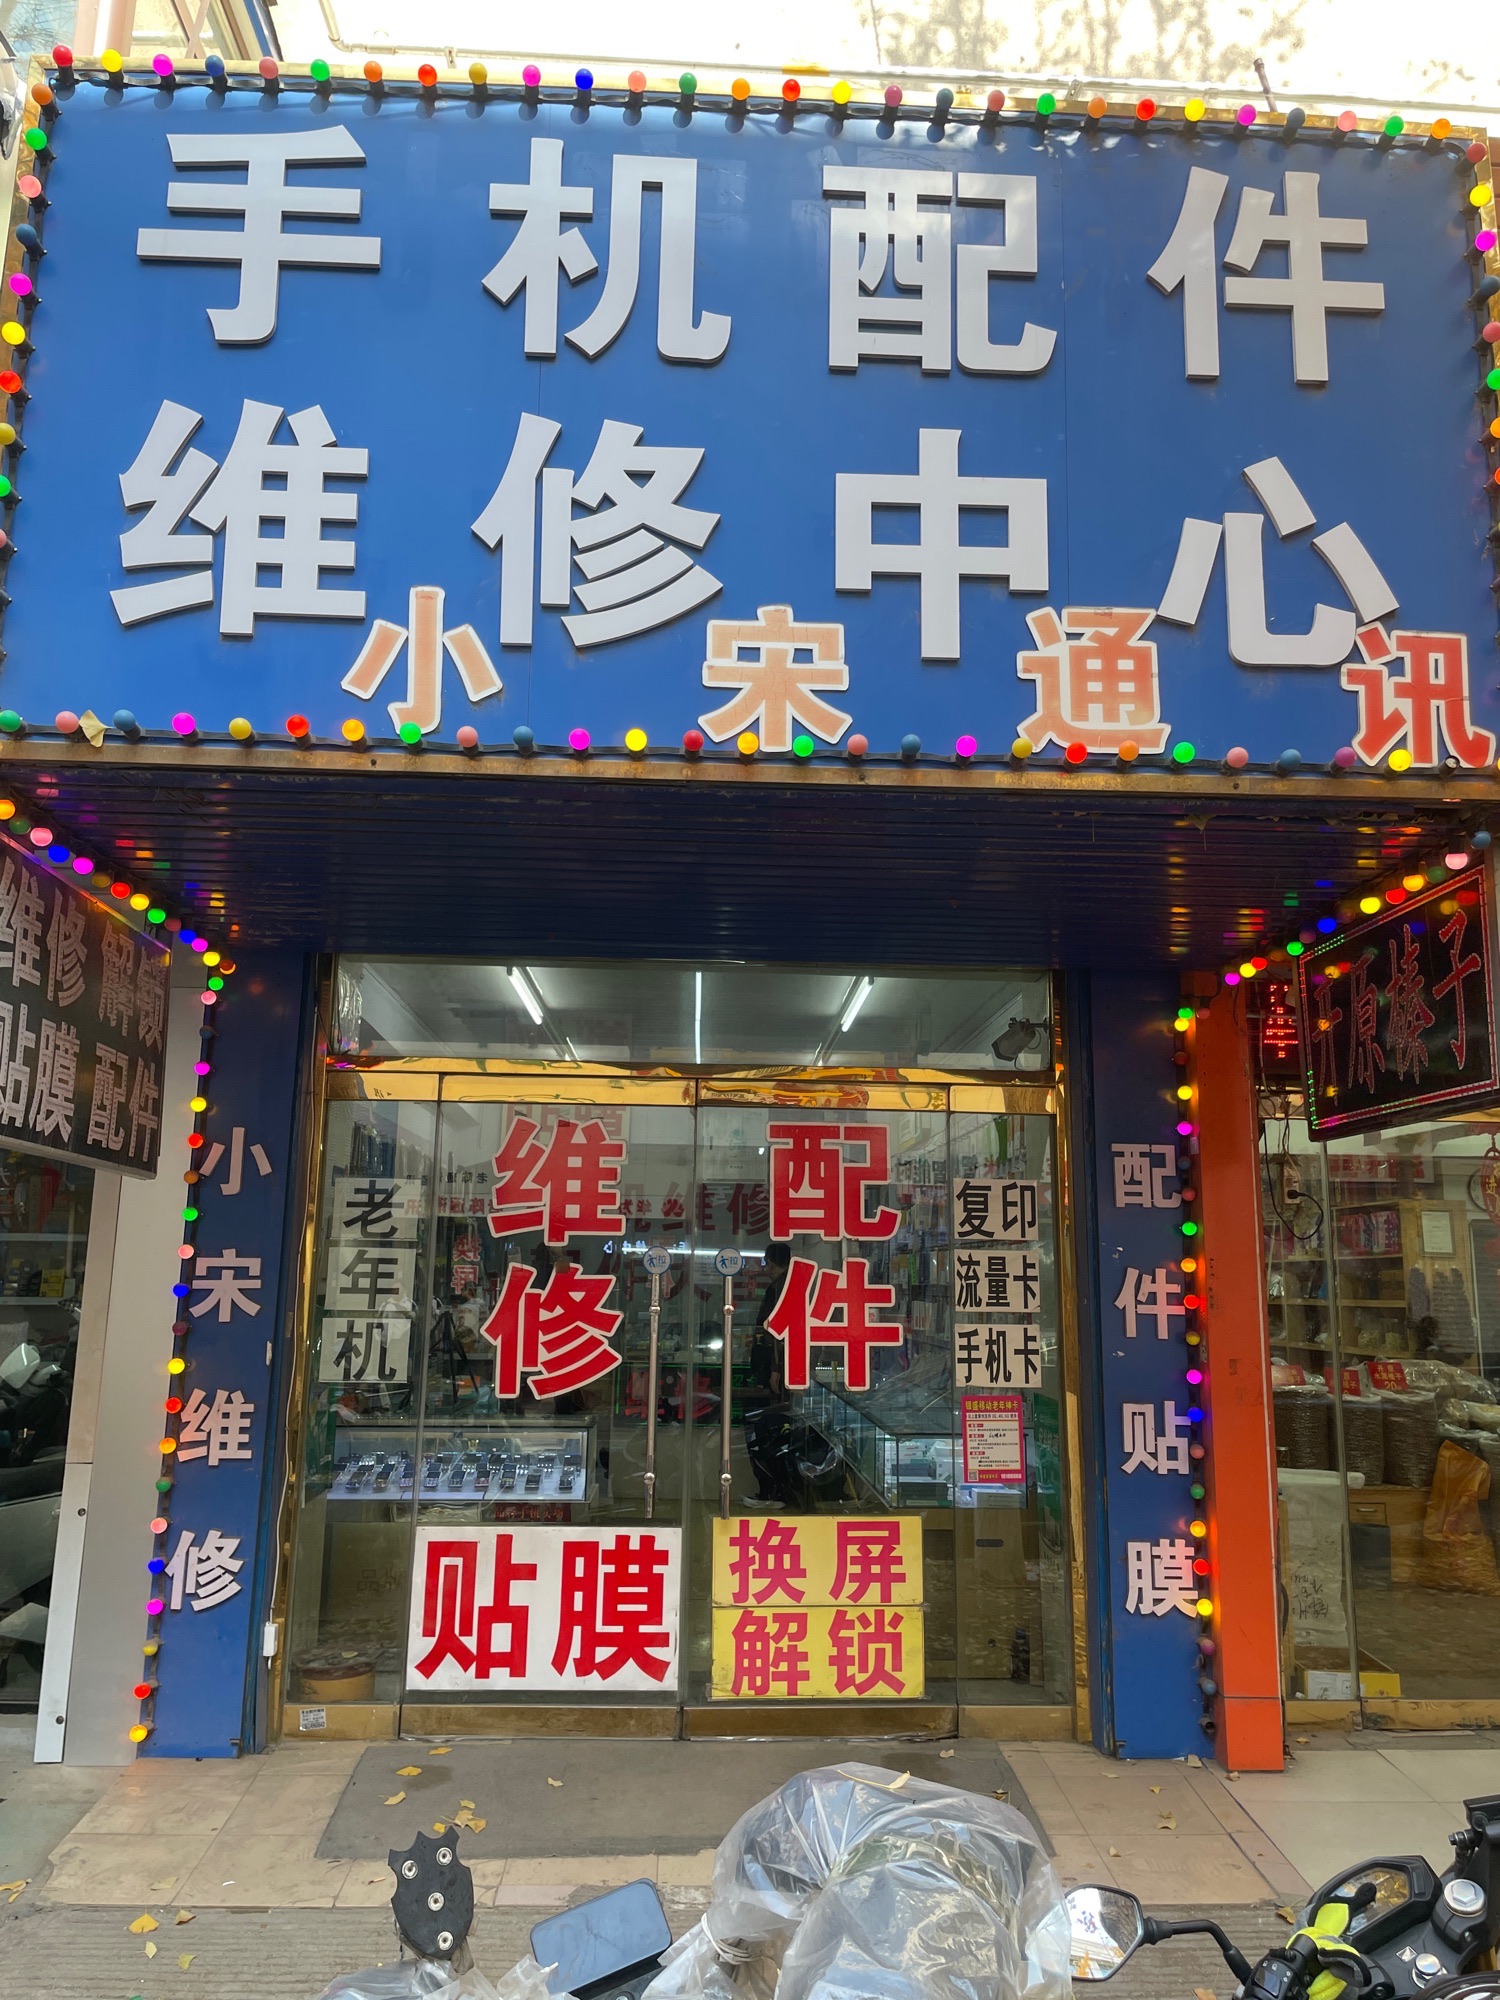 手机配件
维修中心
小宋通讯
维修 解锁
贴膜 配件
开原榛子
小宋维修
老年机
维修
配件
复印
流量卡
手机卡
配件贴膜
贴膜
换屏
解锁